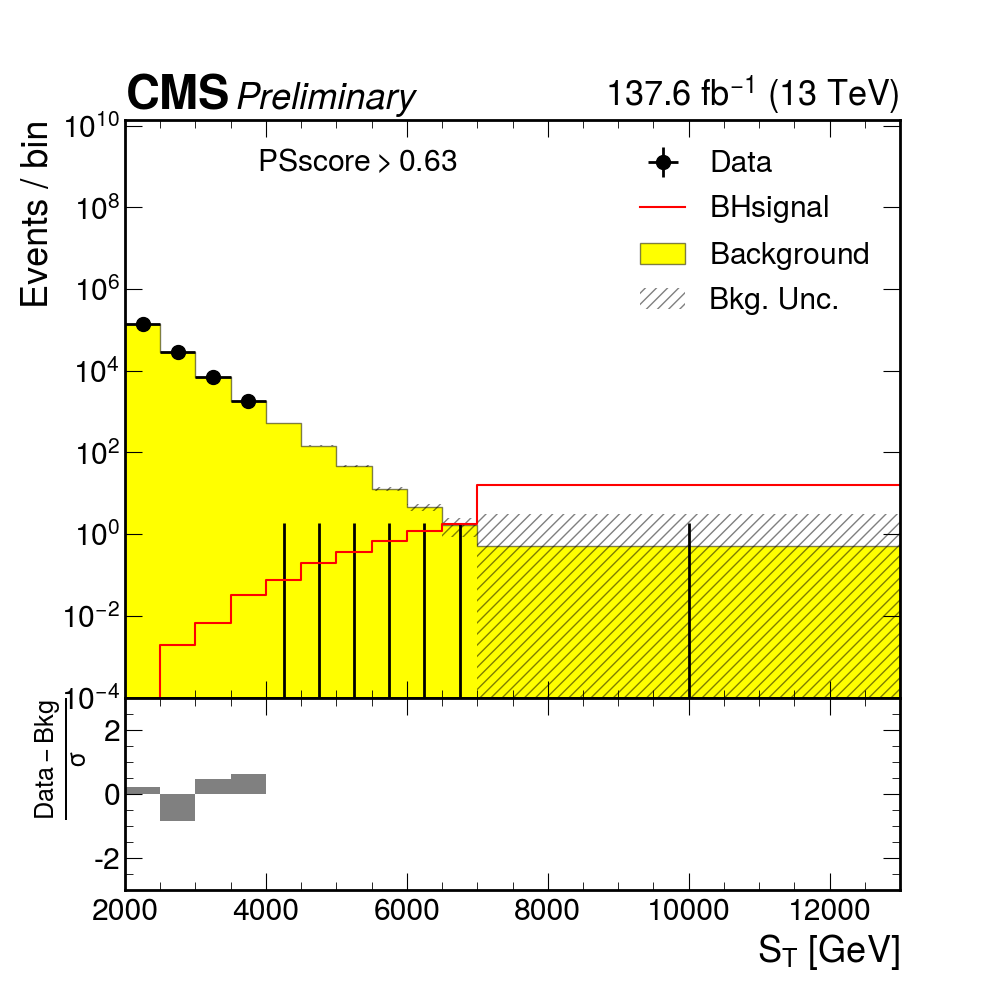 CMS Preliminary 137.6 fb⁻¹ (13 TeV)
Events / bin
10¹⁰
10⁸
10⁶
10⁴
10²
10⁰
10⁻²
10⁻⁴
PSscore > 0.63
Data
BHsignal
Background
Bkg. Unc.
Data – Bkg
σ
2
0
-2
2000 4000 6000 8000 10000 12000
S_T [GeV]